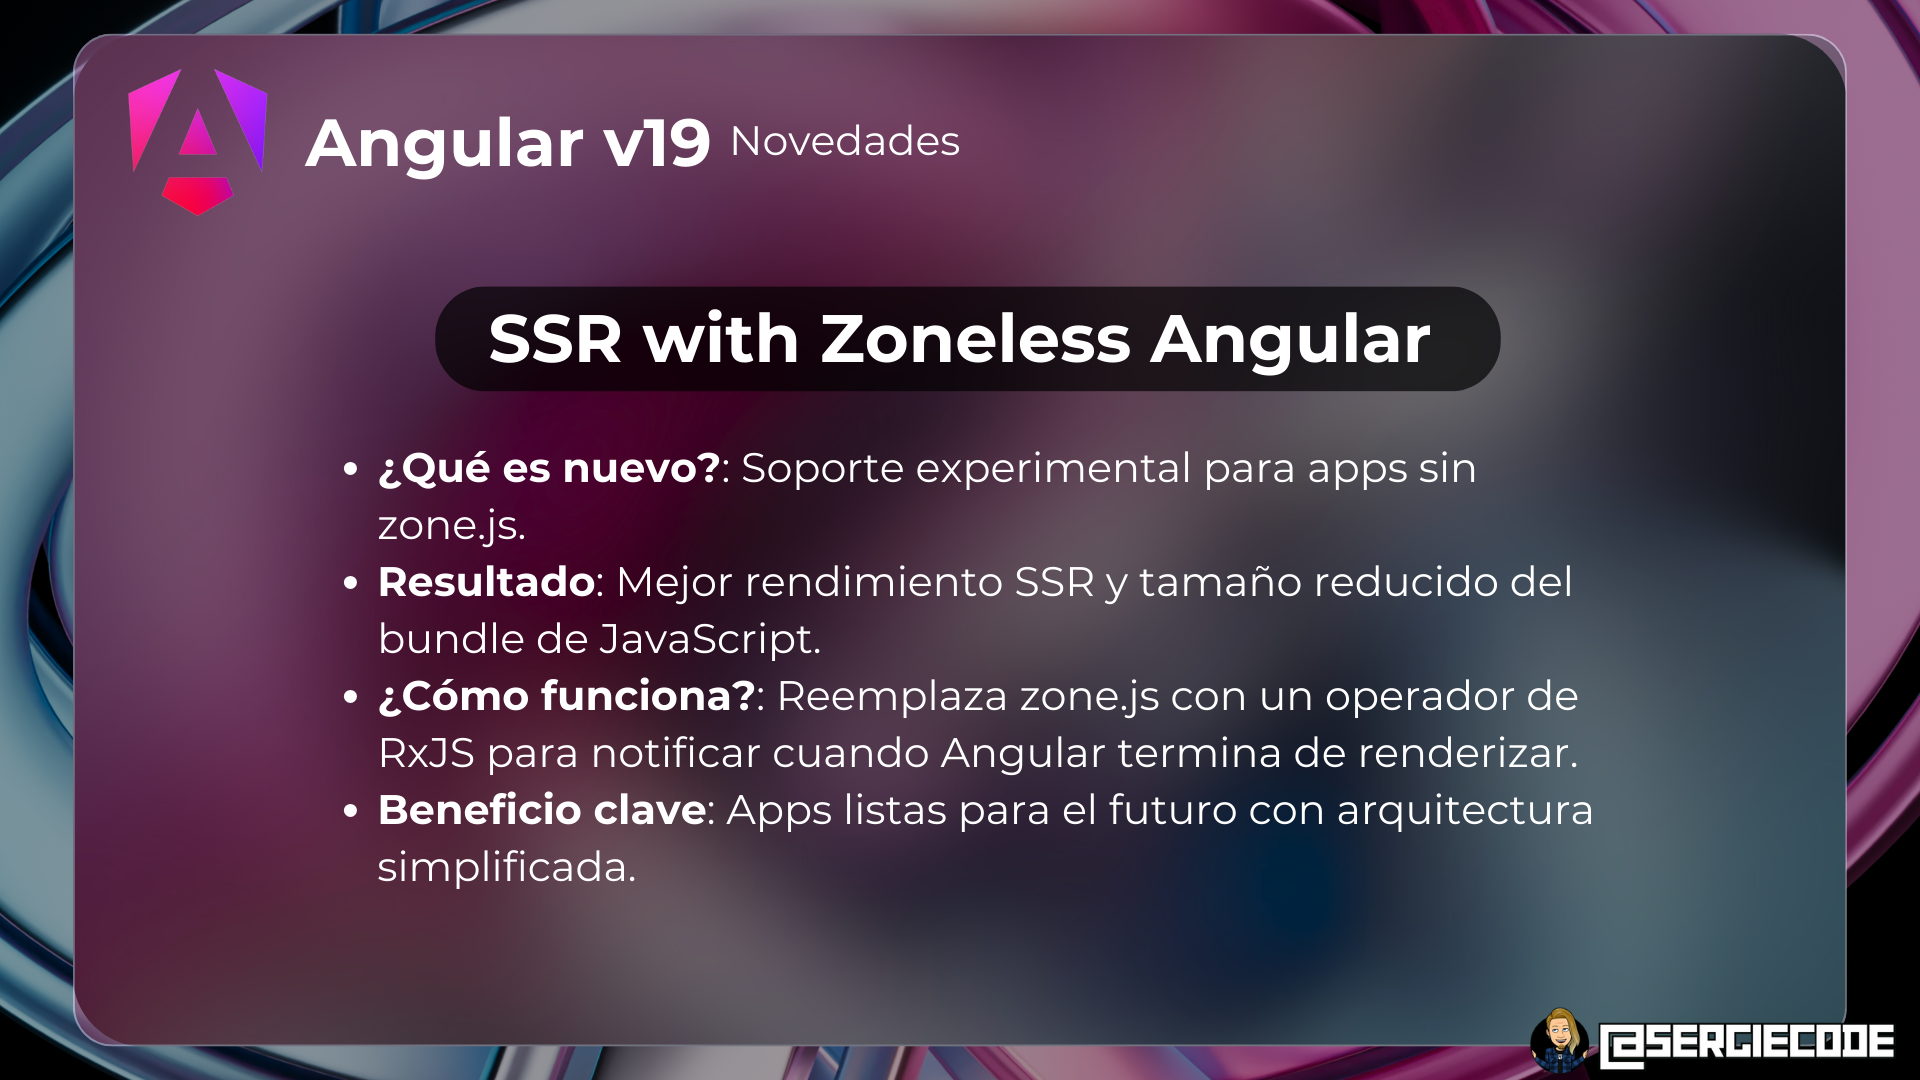 Angular v19 Novedades
SSR with Zoneless Angular
• ¿Qué es nuevo?: Soporte experimental para apps sin
zone.js.
• Resultado: Mejor rendimiento SSR y tamaño reducido del
bundle de JavaScript.
• ¿Cómo funciona?: Reemplaza zone.js con un operador de
RxJS para notificar cuando Angular termina de renderizar.
• Beneficio clave: Apps listas para el futuro con arquitectura
simplificada.
@SERGIECODE